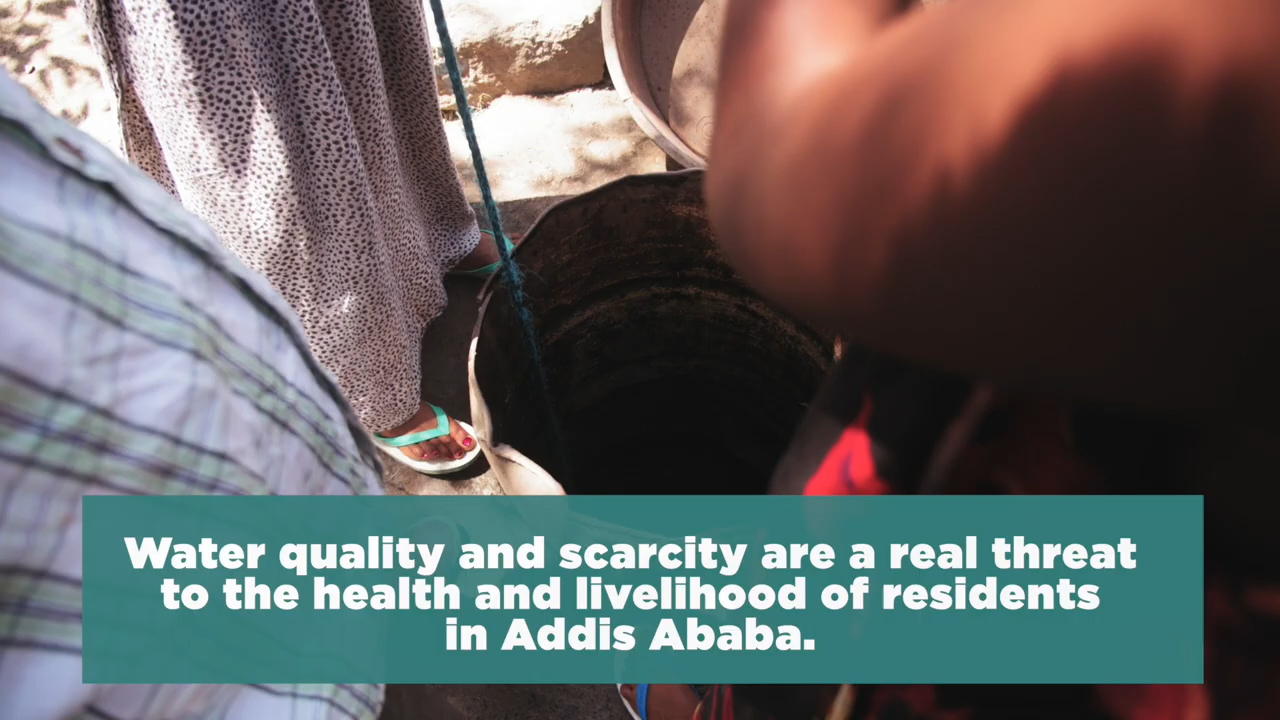 Water quality and scarcity are a real threat
to the health and livelihood of residents
in Addis Ababa.